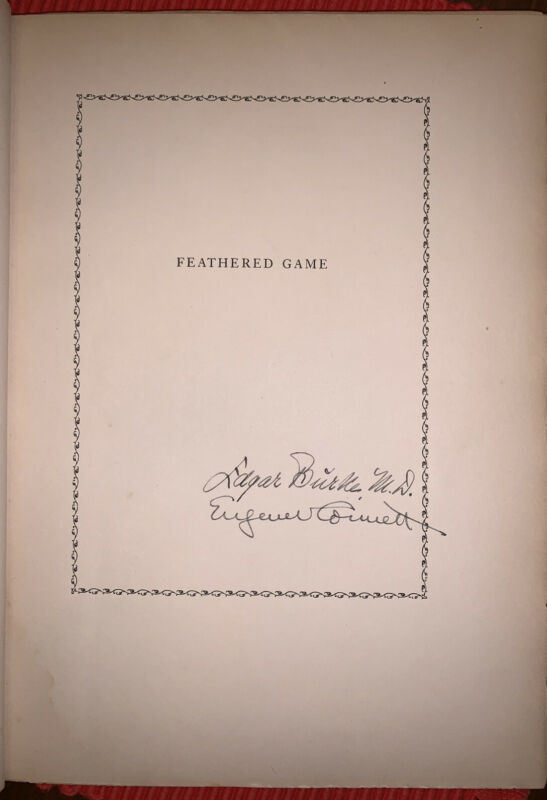 FEATHERED GAME
Edgar Burke, M.D.
Eugene V Connett